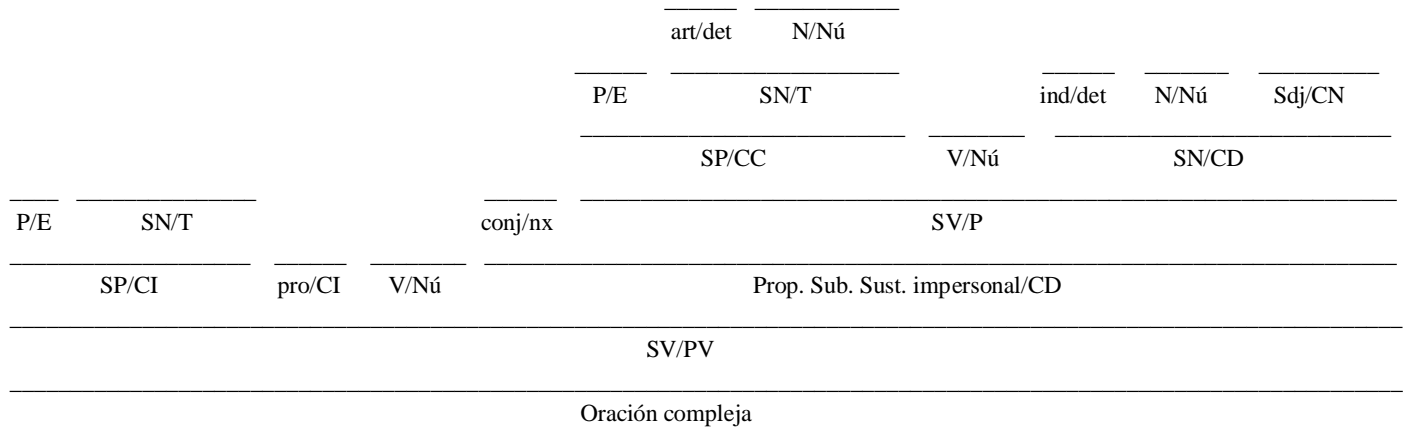 art/det N/Nú
P/E SN/T ind/det N/Nú Sdj/CN
SP/CC V/Nú SN/CD
P/E SN/T conj/nx SV/P
SP/CI pro/CI V/Nú Prop. Sub. Sust. impersonal/CD
SV/PV
Oración compleja